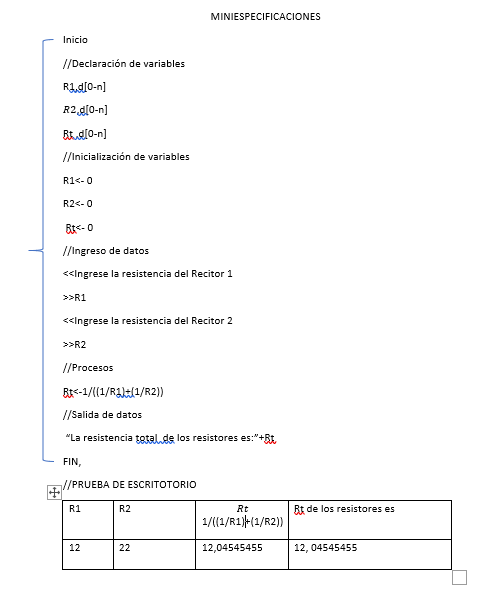 MINIESPECIFICACIONES
Inicio
//Declaración de variables
R1,d[0-n]
R2,d[0-n]
Rt ,d[0-n]
//Inicialización de variables
R1<- 0
R2<- 0
Rt<- 0
//Ingreso de datos
<<Ingrese la resistencia del Recitor 1
>>R1
<<Ingrese la resistencia del Recitor 2
>>R2
//Procesos
Rt<-1/((1/R1)+(1/R2))
//Salida de datos
“La resistencia total de los resistores es:”+Rt
FIN,
//PRUEBA DE ESCRITOTORIO
R1 R2 Rt Rt de los resistores es
1/((1/R1)+(1/R2))
12 22 12,04545455 12, 04545455